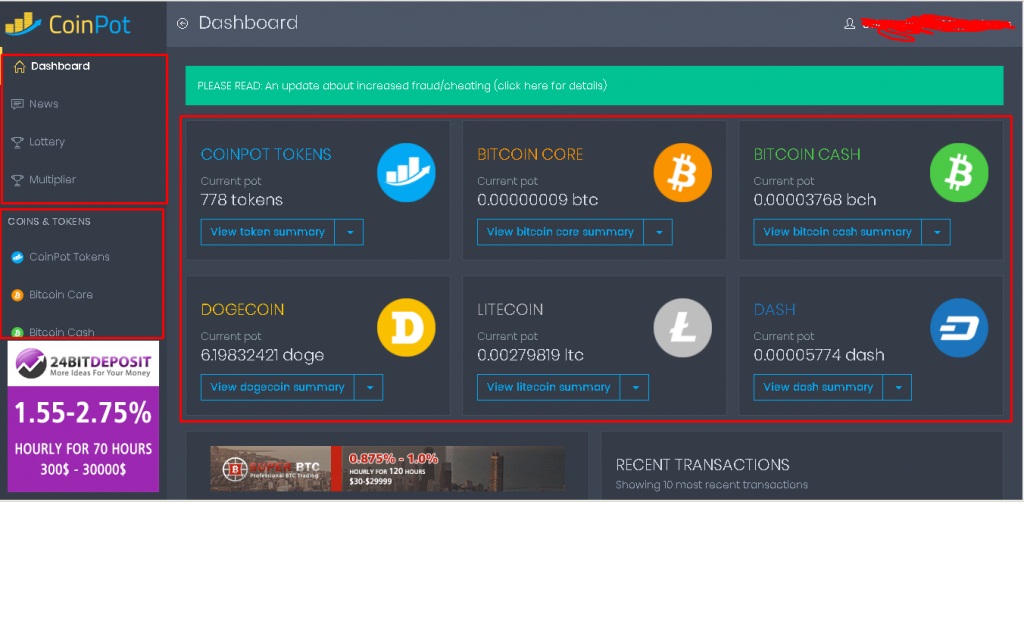 CoinPot
Dashboard
Dashboard
News
Lottery
Multiplier
COINS & TOKENS
CoinPot Tokens
Bitcoin Core
Bitcoin Cash
24BITDEPOSIT
More Ideas For Your Money
1.55-2.75%
HOURLY FOR 70 HOURS
300$ - 30000$
PLEASE READ: An update about increased fraud/cheating (click here for details)
COINPOT TOKENS
Current pot
778 tokens
View token summary
BITCOIN CORE
Current pot
0.00000009 btc
View bitcoin core summary
BITCOIN CASH
Current pot
0.00003768 bch
View bitcoin cash summary
DOGECOIN
Current pot
6.19832421 doge
View dogecoin summary
LITECOIN
Current pot
0.00279819 ltc
View litecoin summary
DASH
Current pot
0.00005774 dash
View dash summary
SUPER BTC
Professional BTC Trading
0.875% - 1.0%
HOURLY FOR 120 HOURS
$30-$29999
RECENT TRANSACTIONS
Showing 10 most recent transactions